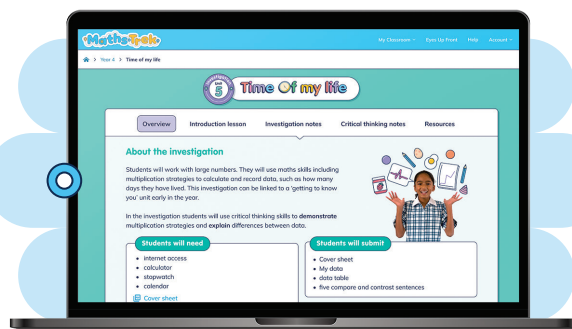 Maths Trek
My Classroom Eyes Up Front Help Account
> Year 4 > Time of my life
Investigation
Unit
5
Time Of my life
Overview Introduction lesson Investigation notes Critical thinking notes Resources
About the investigation
Students will work with large numbers. They will use maths skills including
multiplication strategies to calculate and record data, such as how many
days they have lived. This investigation can be linked to a 'getting to know
you' unit early in the year.
In the investigation students will use critical thinking skills to demonstrate
multiplication strategies and explain differences between data.
Students will need
• internet access
• calculator
• stopwatch
• calendar
Cover sheet
Students will submit
• Cover sheet
• My data
• data table
• five compare and contrast sentences